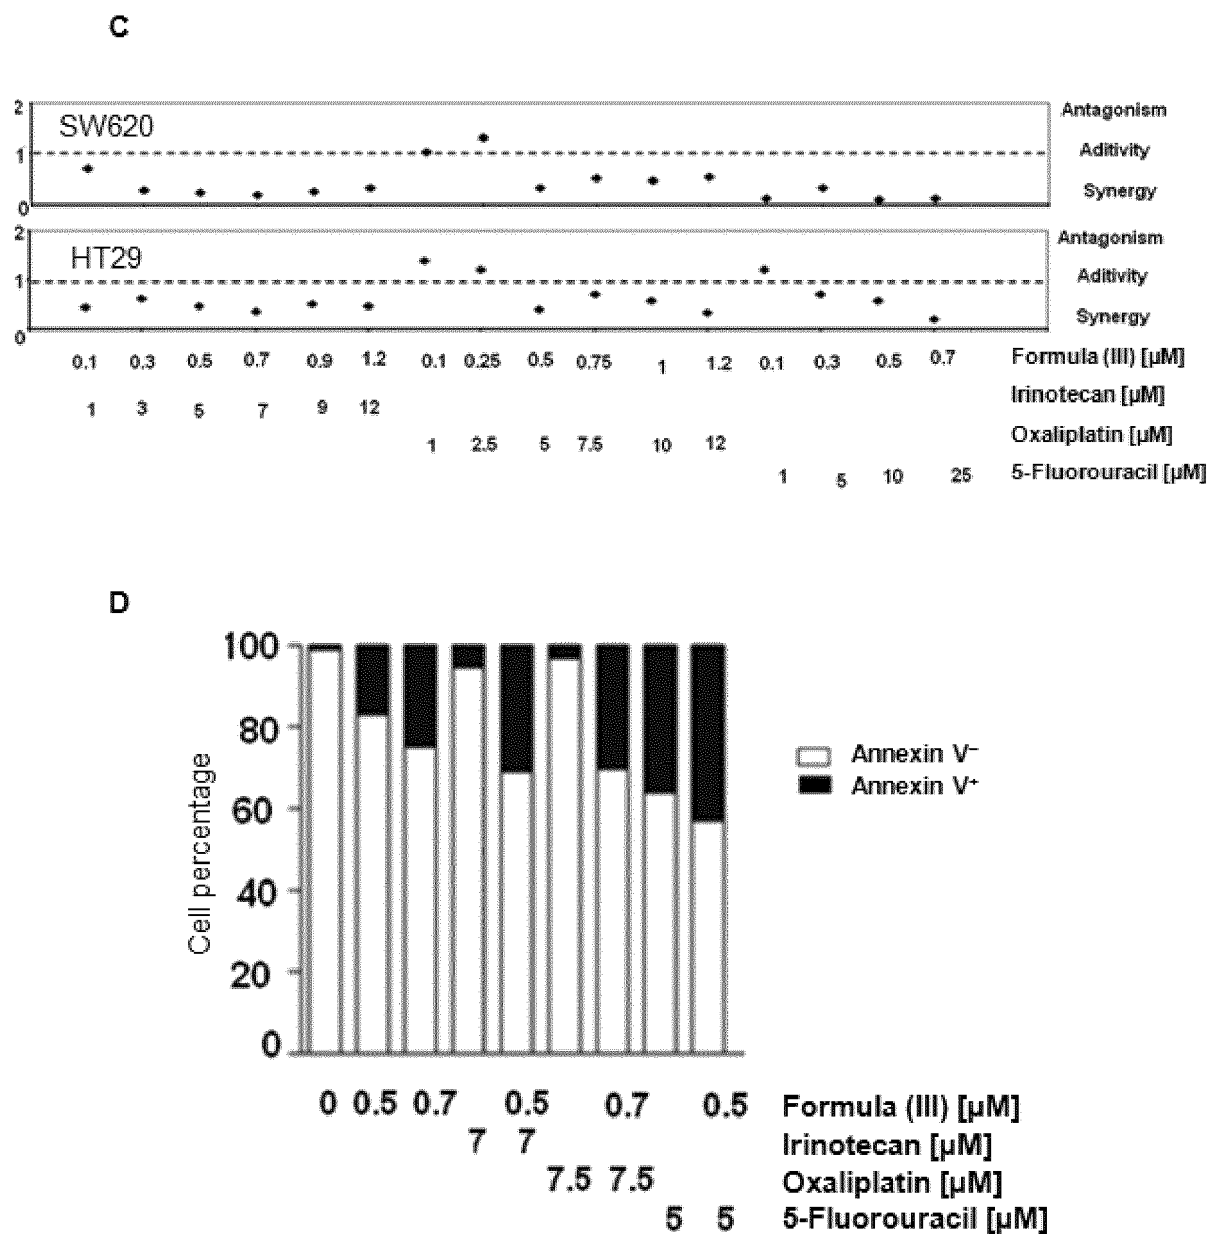 C
2
SW620
Antagonism
1
Aditivity
Synergy
0
2
HT29
Antagonism
1
Aditivity
Synergy
0
0.1 0.3 0.5 0.7 0.9 1.2 0.1 0.25 0.5 0.75 1 1.2 0.1 0.3 0.5 0.7 Formula (III) [µM]
1 3 5 7 9 12 Irinotecan [µM]
1 2.5 5 7.5 10 12 Oxaliplatin [µM]
1 5 10 25 5-Fluorouracil [µM]
D
100
80
60
40
20
0
Cell percentage
Annexin V⁻
Annexin V⁺
0 0.5 0.7 0.5 0.7 0.5 Formula (III) [µM]
7 7 Irinotecan [µM]
7.5 7.5 Oxaliplatin [µM]
5 5 5-Fluorouracil [µM]